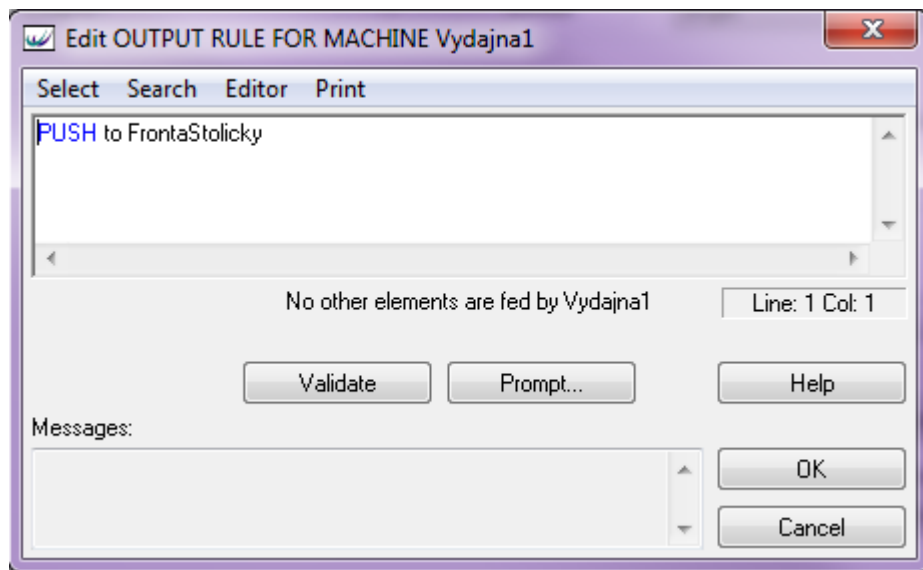 Edit OUTPUT RULE FOR MACHINE Vydajna1
Select Search Editor Print
PUSH to FrontaStolicky
No other elements are fed by Vydajna1
Line: 1 Col: 1
Validate
Prompt...
Help
Messages:
OK
Cancel